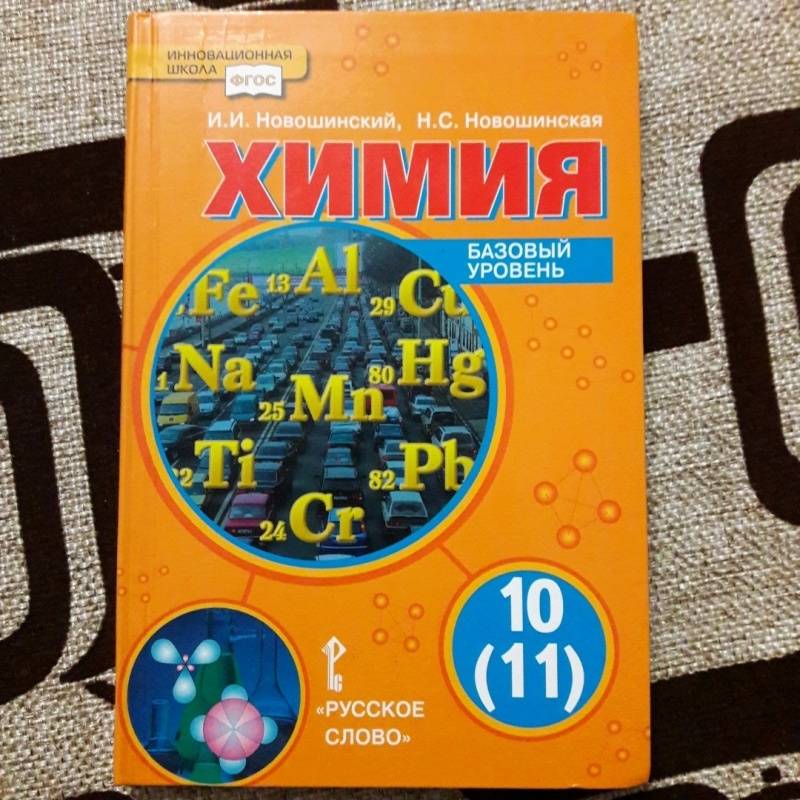 ИННОВАЦИОННАЯ
ШКОЛА
ФГОС
И.И. Новошинский, Н.С. Новошинская
ХИМИЯ
БАЗОВЫЙ
УРОВЕНЬ
Fe 13 Al
29 Cu
Na 80 Hg
25 Mn
Ti 82 Pb
24 Cr
10
(11)
«РУССКОЕ
СЛОВО»